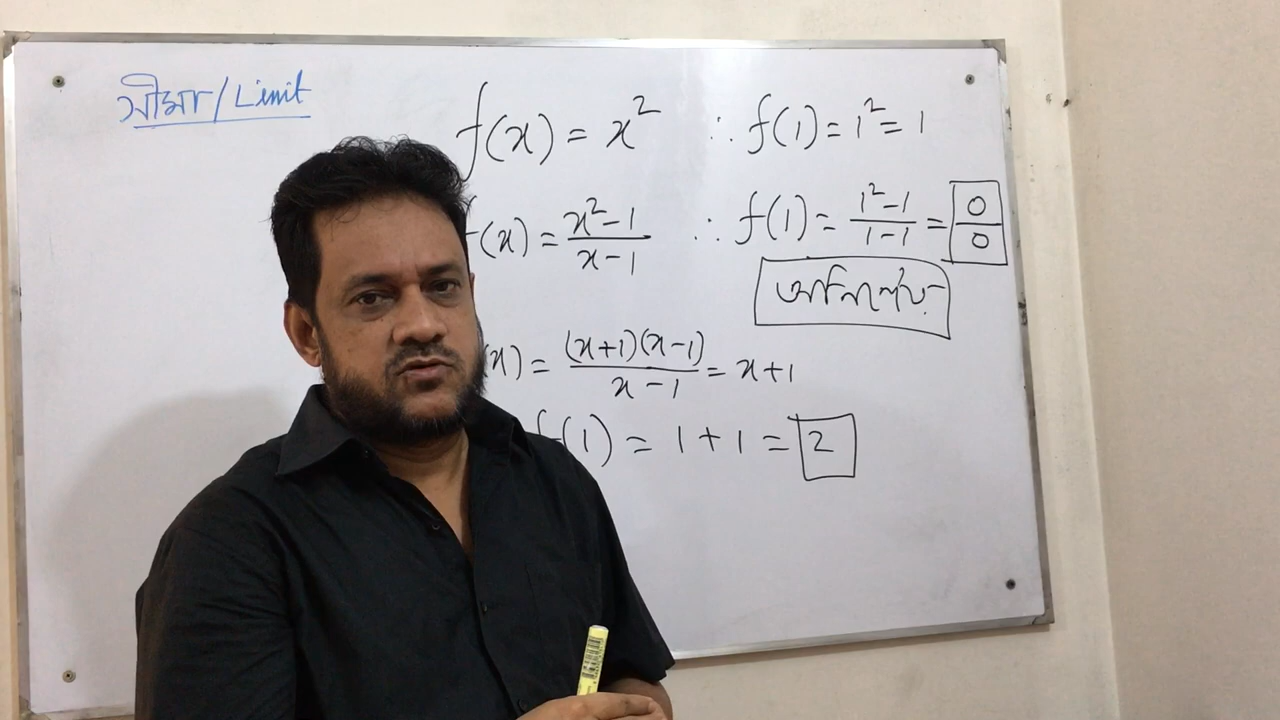 সীমা/Limit
f(x) = x² ∴ f(1) = 1² = 1
f(x) = (x²-1)/(x-1) ∴ f(1) = (1²-1)/(1-1) = 0/0
(x) = (x+1)(x-1)/(x-1) = x+1
f(1) = 1 + 1 = 2